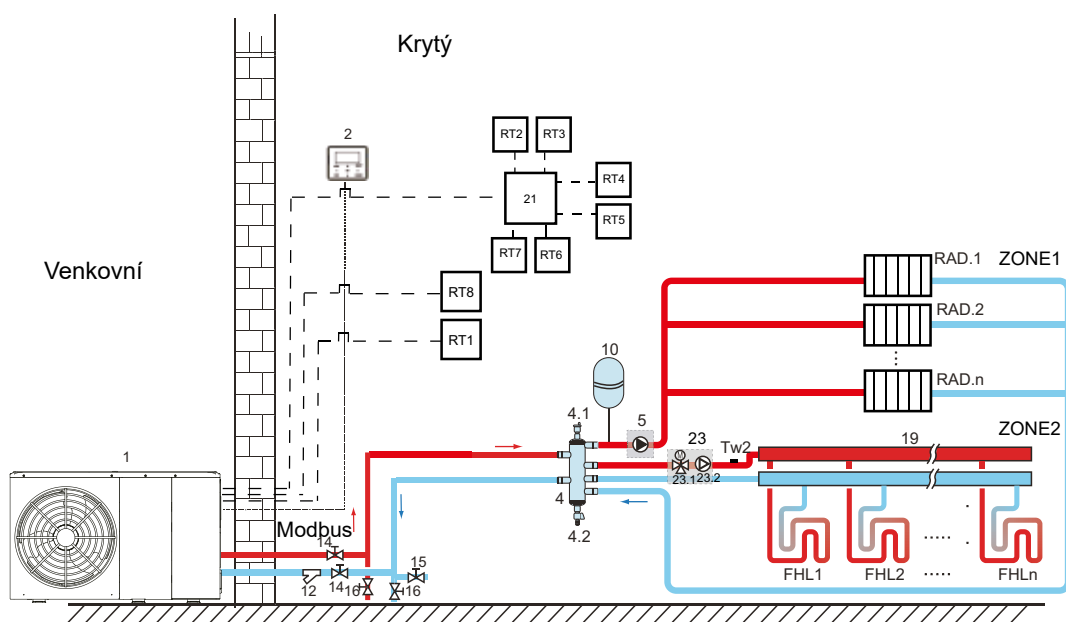 Krytý
2
RT2
RT3
21
RT4
RT5
RT7
RT6
Venkovní
RT8
RT1
RAD.1
ZONE1
RAD.2
RAD.n
10
4.1
5
23
Tw2
19
ZONE2
M
23.1
23.2
4
4.2
1
Modbus
14
15
12
14
16
16
FHL1
FHL2
FHLn